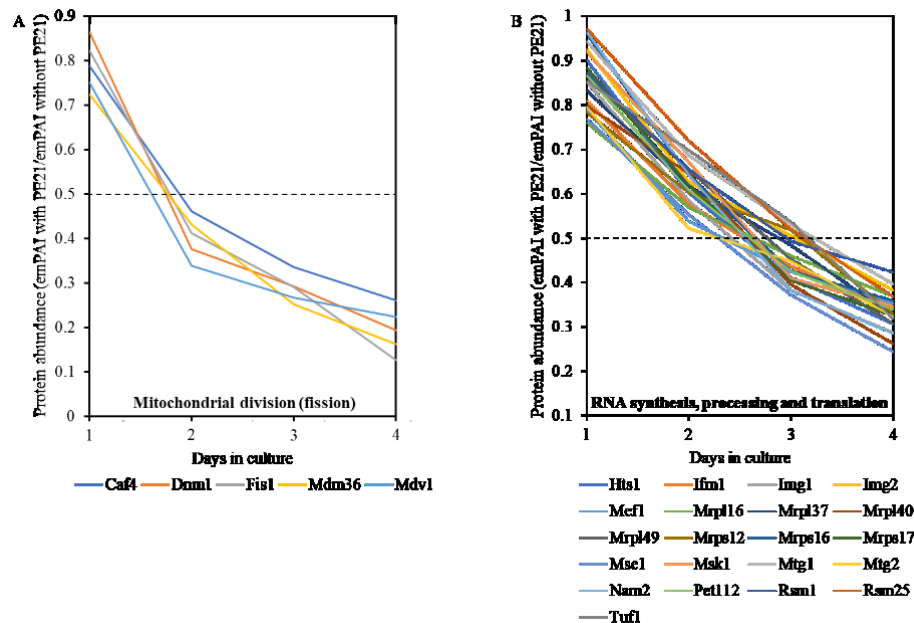 A
Protein abundance (emPAI with PE21/emPAI without PE21)
0.9
0.8
0.7
0.6
0.5
0.4
0.3
0.2
0.1
0
Mitochondrial division (fission)
1 2 3 4
Days in culture
Caf4 Dnm1 Fis1 Mdm36 Mdv1
B
Protein abundance (emPAI with PE21/emPAI without PE21)
1
0.9
0.8
0.7
0.6
0.5
0.4
0.3
0.2
0.1
RNA synthesis, processing and translation
1 2 3 4
Days in culture
Hts1 Ifm1 Img1 Img2
Mef1 Mrpl16 Mrpl37 Mrpl40
Mrpl49 Mrps12 Mrps16 Mrps17
Mse1 Msk1 Mtg1 Mtg2
Nam2 Pet112 Rsm1 Rsm25
Tuf1